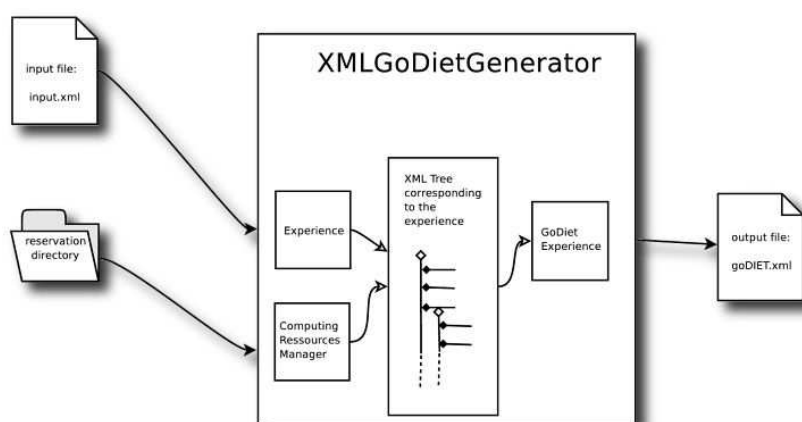 XMLGoDietGenerator
input file:
input.xml
reservation
directory
Experience
Computing
Ressources
Manager
XML Tree
corresponding
to the
experience
GoDiet
Experience
output file:
goDIET.xml